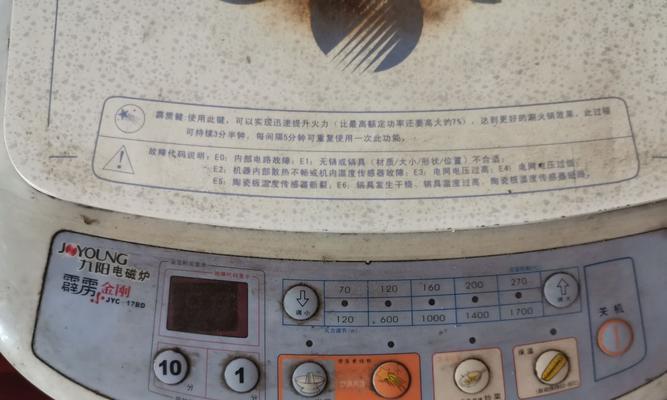 霹雳键:使用此键,可以实现迅速提升火力(比最高额定功率还要高大约7%),达到更好的涮火锅效果,此过程
可持续3分半钟,每间隔5分钟可重复使用一次此功能。
故障代码说明:E0:内部电路故障;E1:无锅或锅具(材质/大小/形状/位置)不合适;
E2:机器内部散热不畅或机内温度传感器故障;E3:电网电压过高;E4:电网电压过低;
E5:陶瓷板温度传感器断裂;E6:锅具发生干烧、锅具温度过高、陶瓷板温度传感器短路。
JOYOUNG
九阳电磁炉
霹雳小金刚
JYC-17BD
70 120 160 200 270
120 600 1000 1400 1700
调小
调大
关机
保温
10分
1分